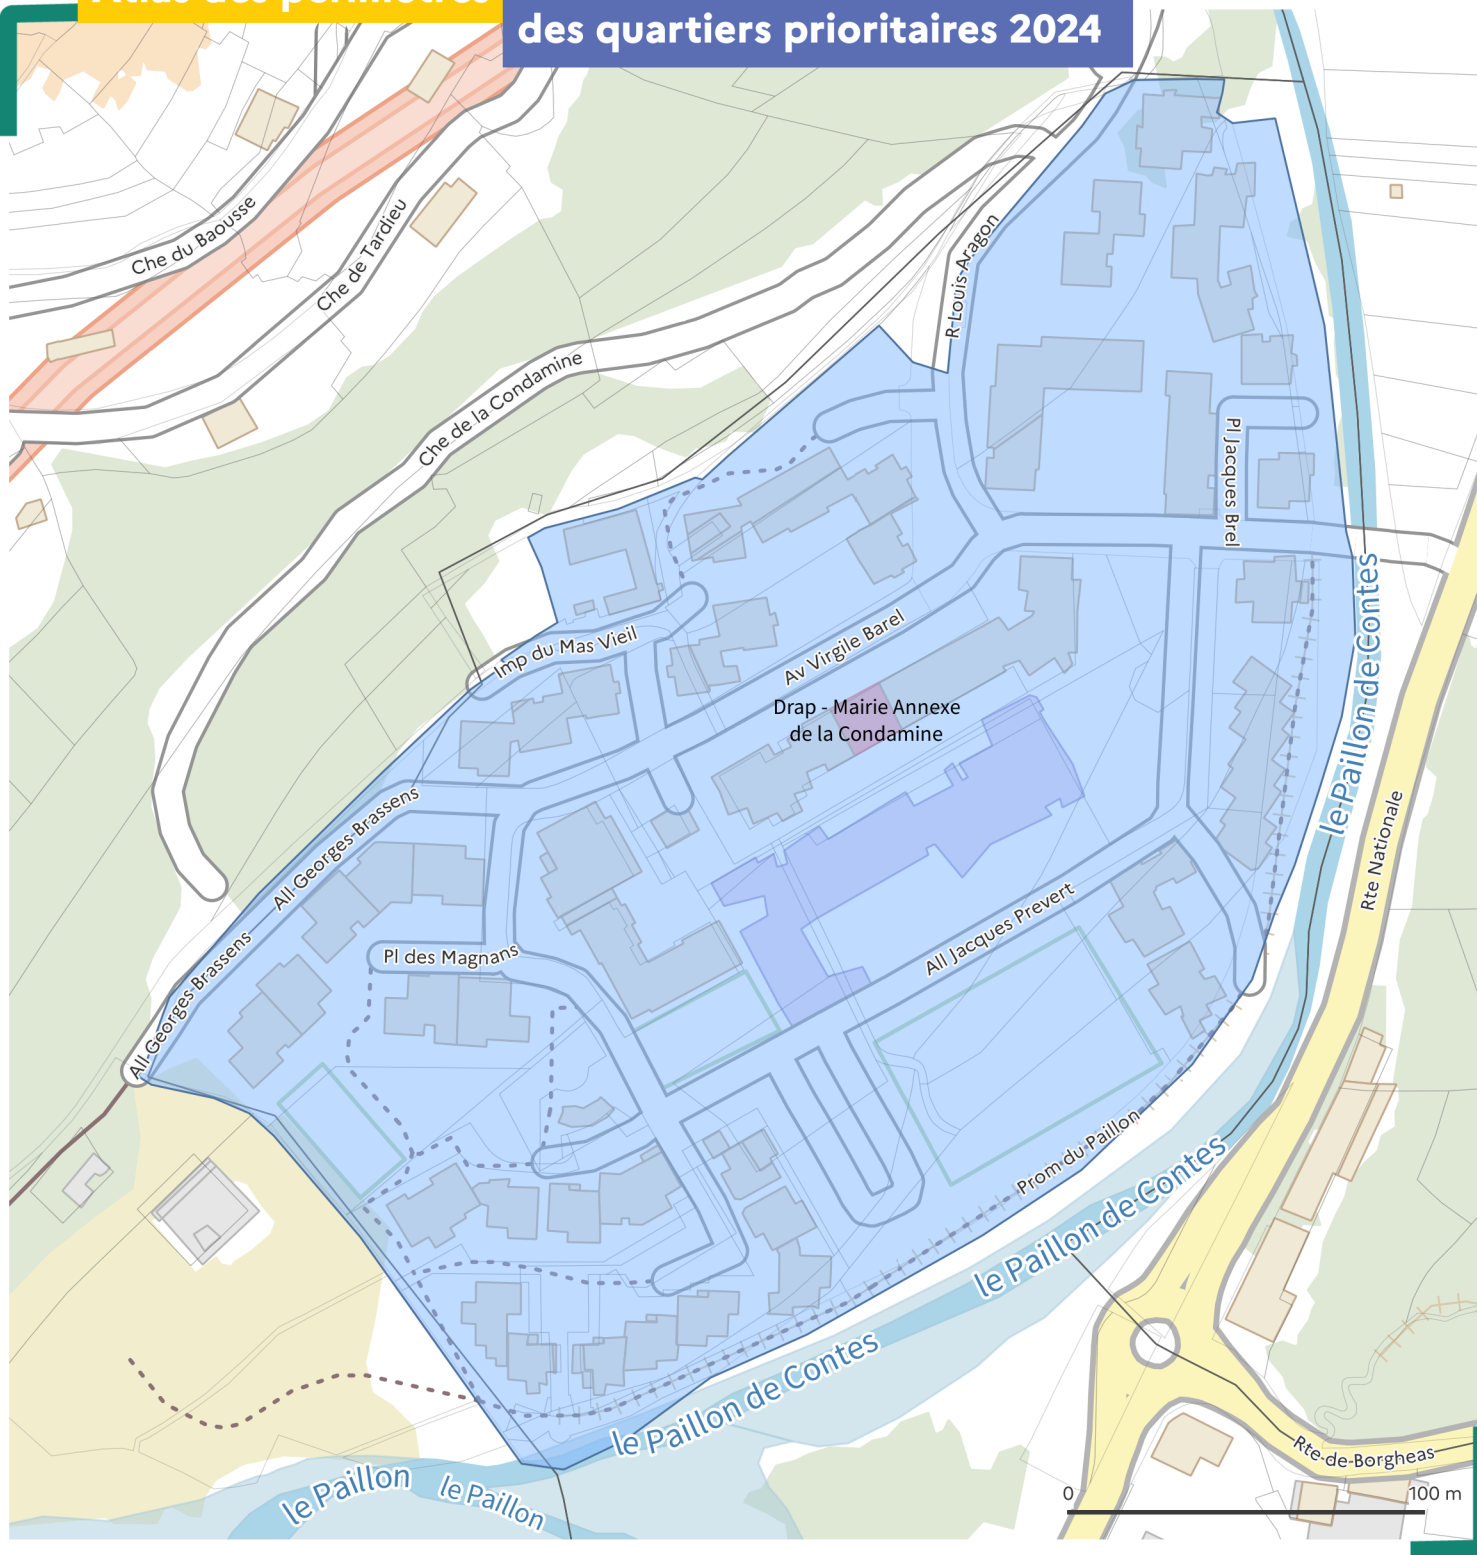 Atlas des périmètres
des quartiers prioritaires 2024
Che du Baousse
Che de Tardieu
R Louis Aragon
Che de la Condamine
Pl Jacques Brel
Imp du Mas Vieil
Av Virgile Barel
Drap - Mairie Annexe
de la Condamine
le Paillon de Contes
All Georges Brassens
Rte Nationale
All Jacques Prevert
Pl des Magnans
All Georges Brassens
Prom du Paillon
le Paillon de Contes
le Paillon de Contes
Rte de Borgheas
le Paillon
le Paillon
0 100 m